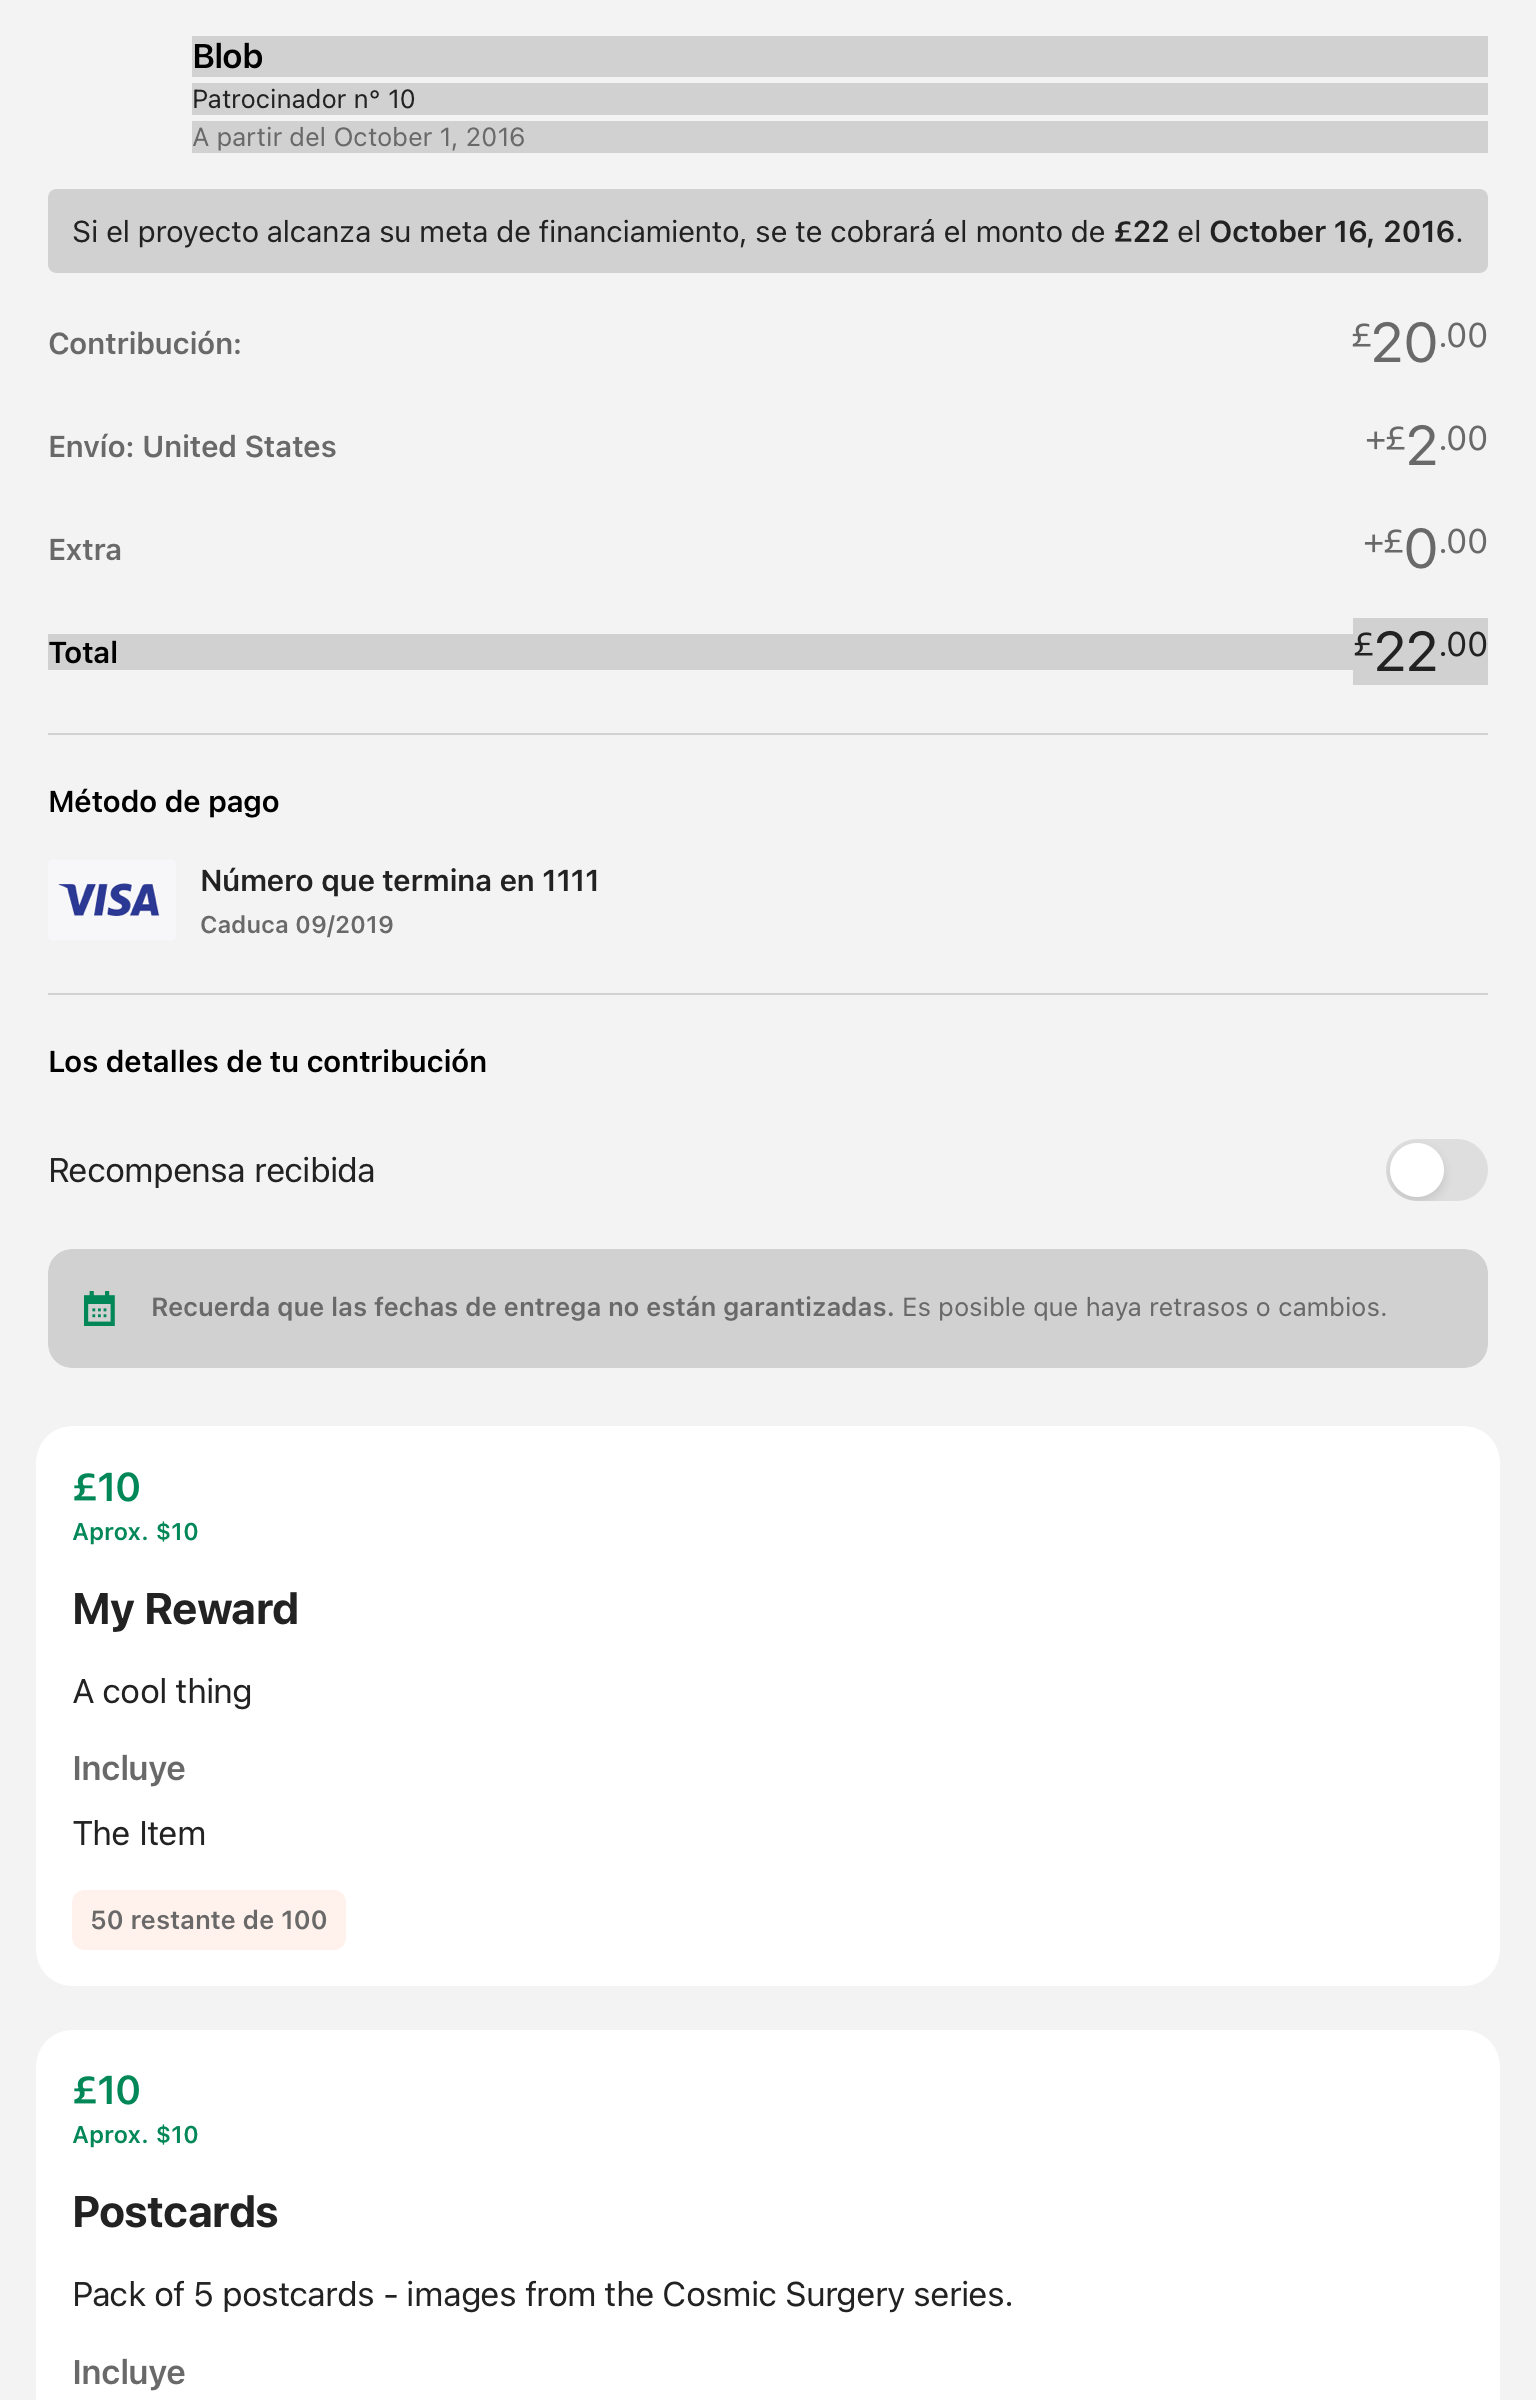 Blob
Patrocinador n° 10
A partir del October 1, 2016
Si el proyecto alcanza su meta de financiamiento, se te cobrará el monto de £22 el October 16, 2016.
Contribución: £20.00
Envío: United States +£2.00
Extra +£0.00
Total £22.00
Método de pago
VISA
Número que termina en 1111
Caduca 09/2019
Los detalles de tu contribución
Recompensa recibida
Recuerda que las fechas de entrega no están garantizadas. Es posible que haya retrasos o cambios.
£10
Aprox. $10
My Reward
A cool thing
Incluye
The Item
50 restante de 100
£10
Aprox. $10
Postcards
Pack of 5 postcards - images from the Cosmic Surgery series.
Incluye